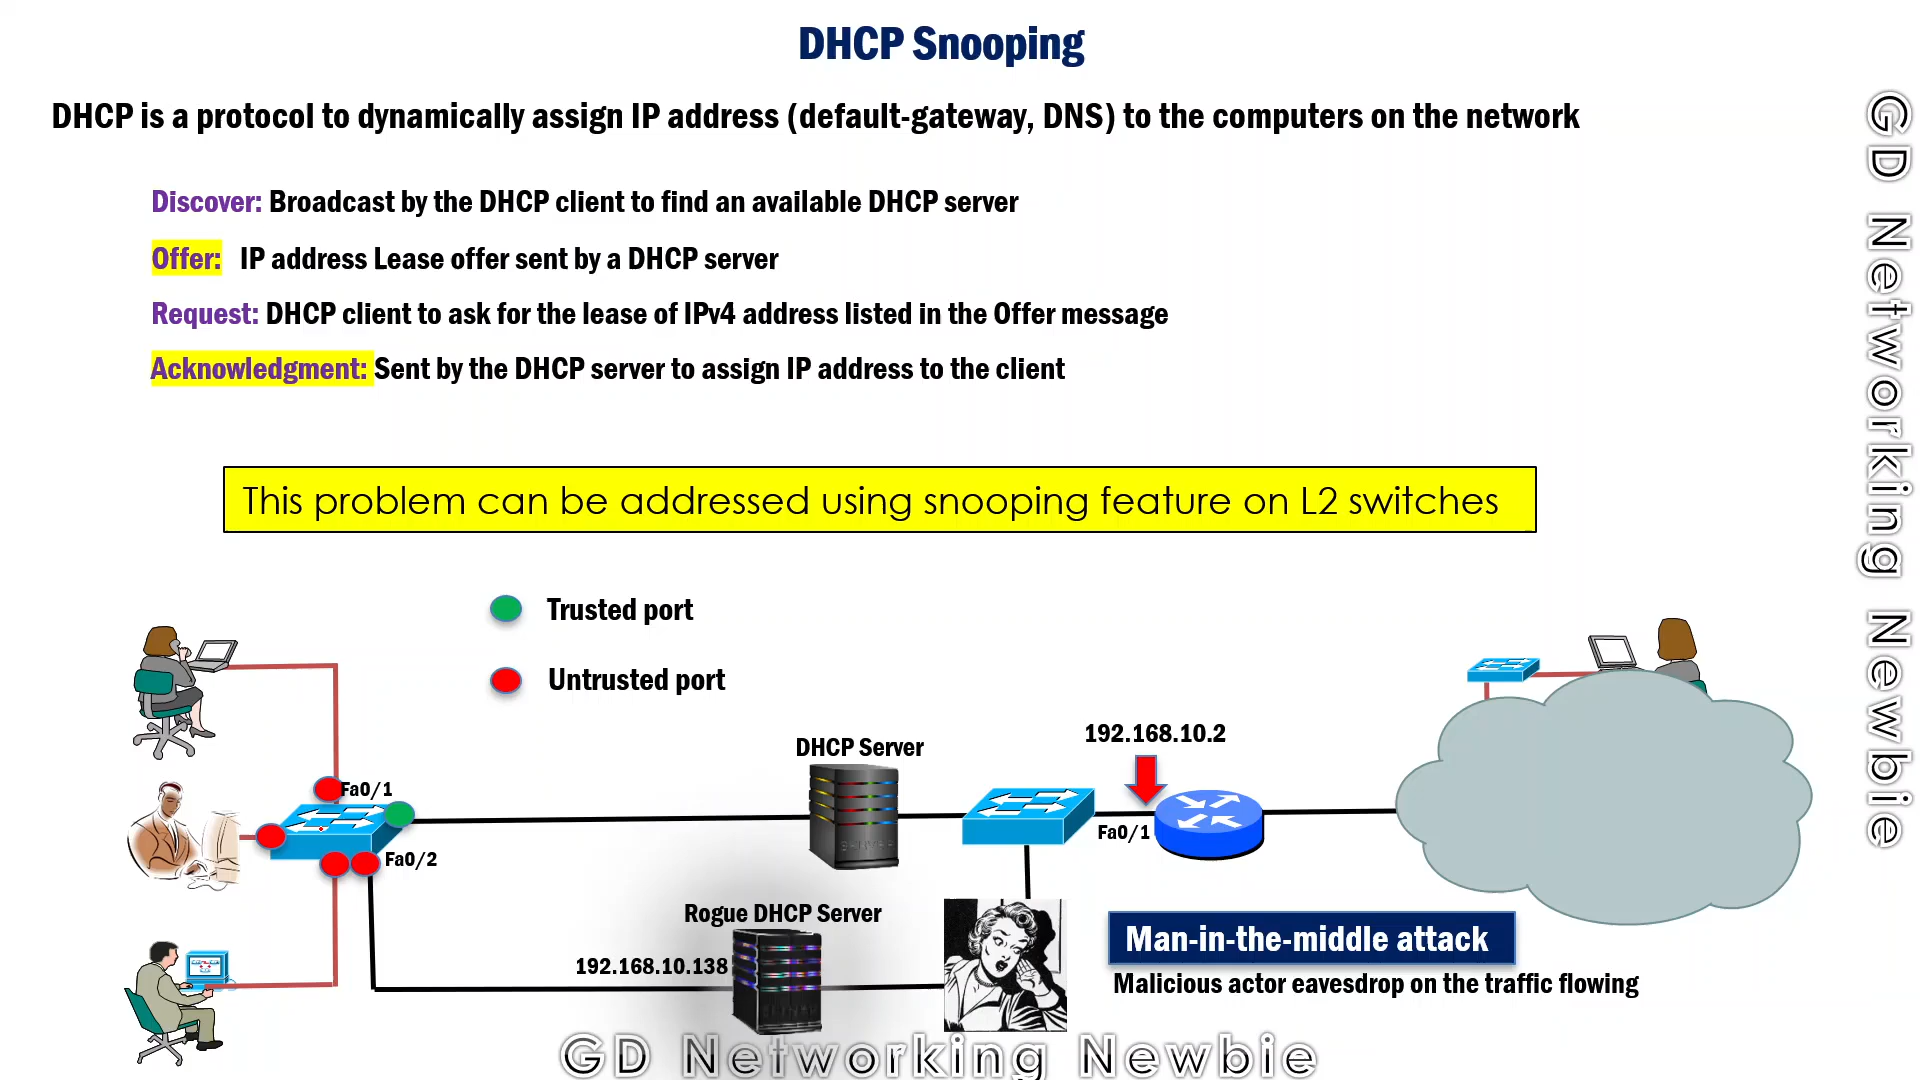 DHCP Snooping
DHCP is a protocol to dynamically assign IP address (default-gateway, DNS) to the computers on the network
Discover: Broadcast by the DHCP client to find an available DHCP server
Offer: IP address Lease offer sent by a DHCP server
Request: DHCP client to ask for the lease of IPv4 address listed in the Offer message
Acknowledgment: Sent by the DHCP server to assign IP address to the client
This problem can be addressed using snooping feature on L2 switches
Trusted port
Untrusted port
192.168.10.2
DHCP Server
Fa0/1
Fa0/1
Fa0/2
Rogue DHCP Server
192.168.10.138
Man-in-the-middle attack
Malicious actor eavesdrop on the traffic flowing
GD Networking Newbie
GD Networking Newbie